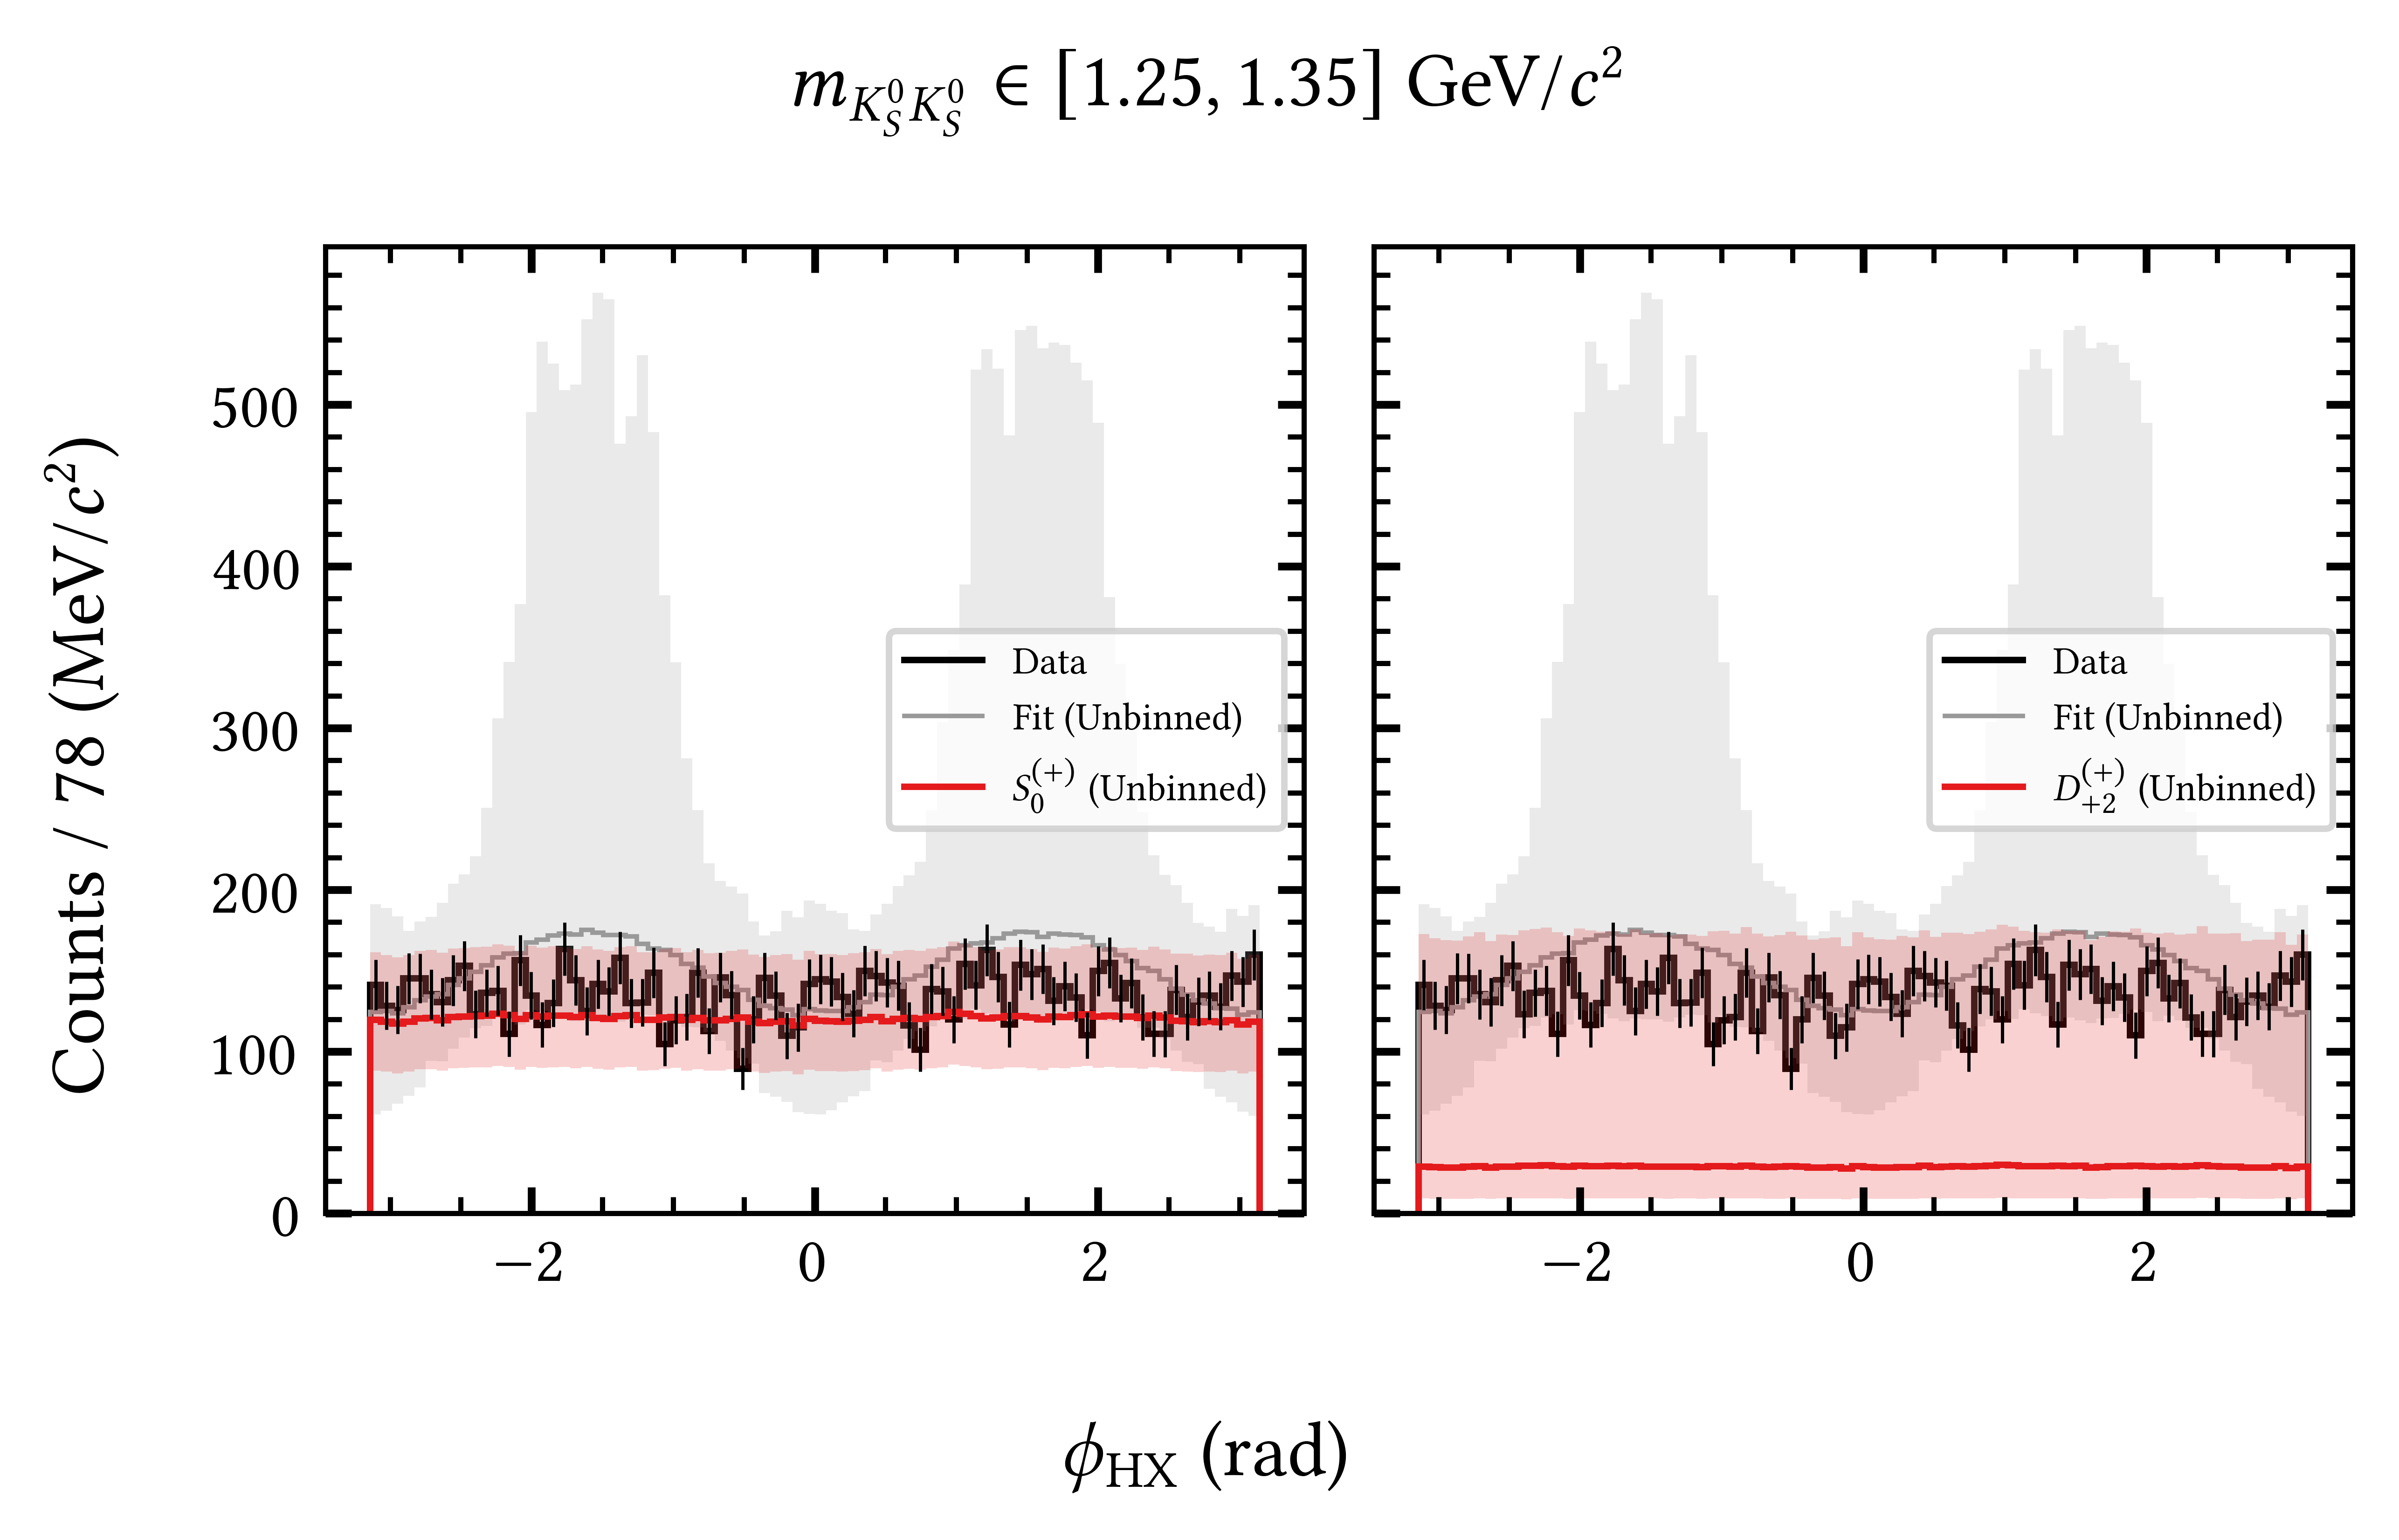 m_{K_S^0 K_S^0} ∈ [1.25, 1.35] GeV/c²
Counts / 78 (MeV/c²)
500
400
300
200
100
0
Data
Fit (Unbinned)
S_0^{(+)} (Unbinned)
−2
0
2
Data
Fit (Unbinned)
D_{+2}^{(+)} (Unbinned)
−2
0
2
ϕ_{HX} (rad)